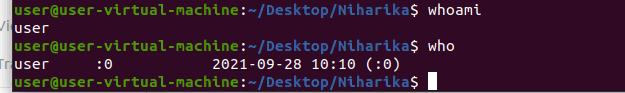 user@user-virtual-machine:~/Desktop/Niharika$ whoami
user
user@user-virtual-machine:~/Desktop/Niharika$ who
user     :0           2021-09-28 10:10 (:0)
user@user-virtual-machine:~/Desktop/Niharika$